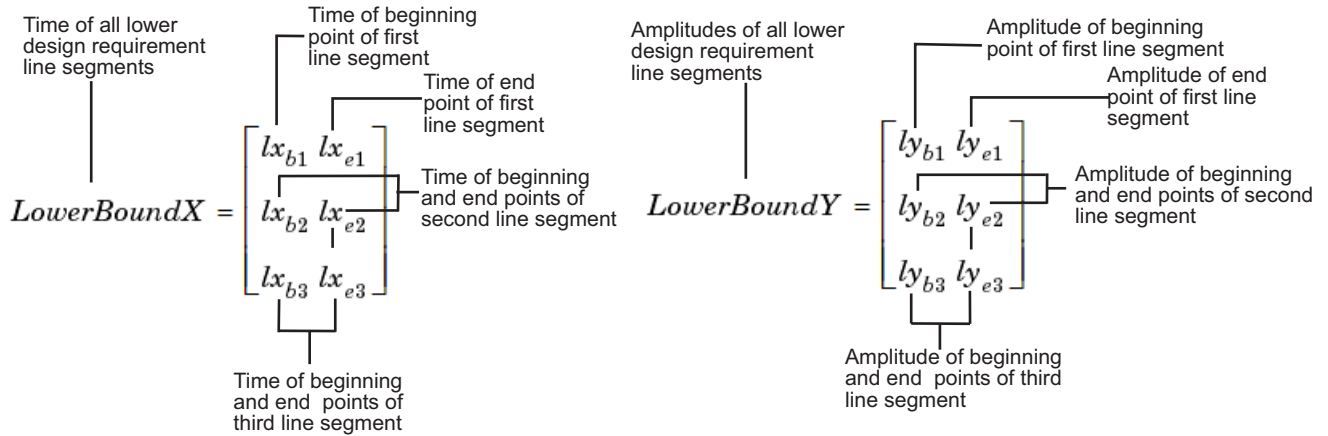 Time of all lower
design requirement
line segments
Time of beginning
point of first
line segment
Time of end
point of first
line segment
LowerBoundX =
lx_b1 lx_e1
lx_b2 lx_e2
lx_b3 lx_e3
Time of beginning
and end points of
second line segment
Time of beginning
and end points of
third line segment
Amplitudes of all lower
design requirement
line segments
Amplitude of beginning
point of first line segment
Amplitude of end
point of first line
segment
LowerBoundY =
ly_b1 ly_e1
ly_b2 ly_e2
ly_b3 ly_e3
Amplitude of beginning
and end points of second
line segment
Amplitude of beginning
and end points of third
line segment